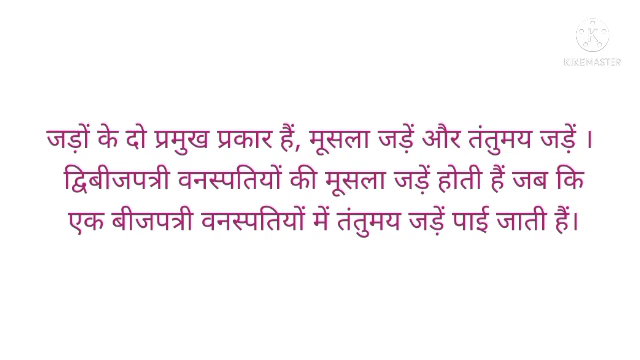 KINEMASTER
जड़ों के दो प्रमुख प्रकार हैं, मूसला जड़ें और तंतुमय जड़ें ।
द्विबीजपत्री वनस्पतियों की मूसला जड़ें होती हैं जब कि
एक बीजपत्री वनस्पतियों में तंतुमय जड़ें पाई जाती हैं।